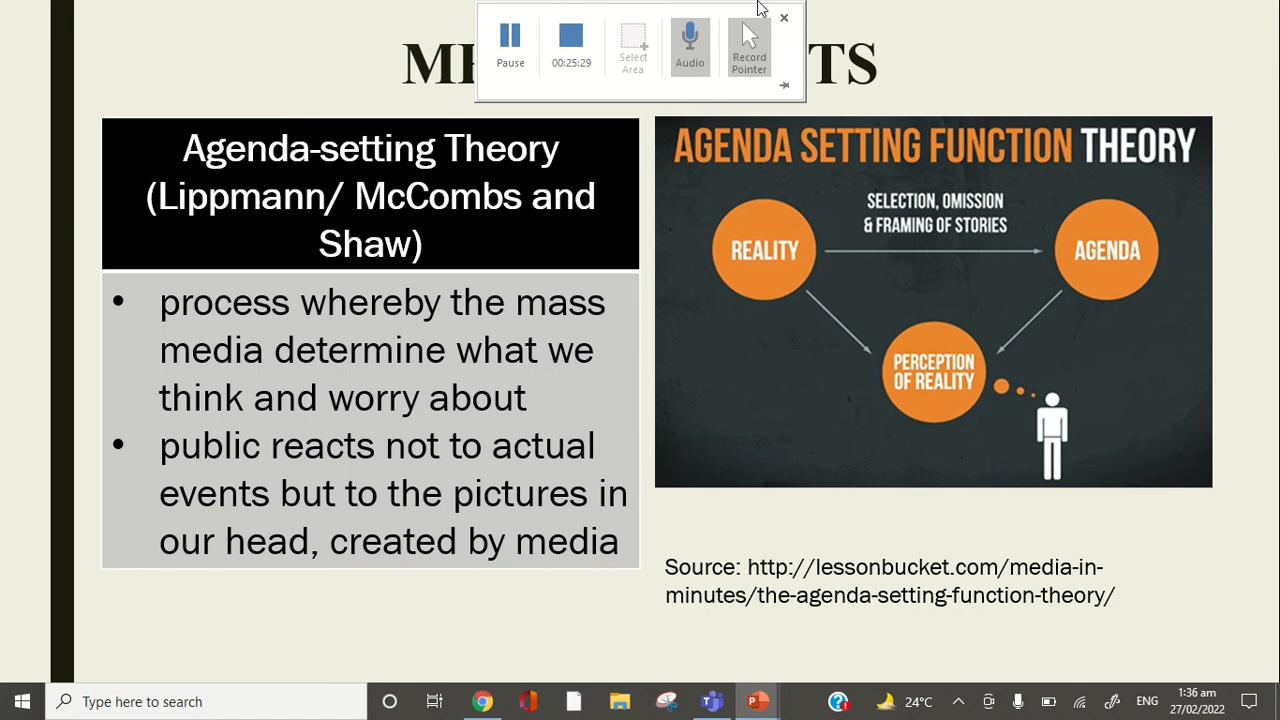 Pause
00:25:29
Select
Area
Audio
Record
Pointer
TS
Agenda-setting Theory
(Lippmann/ McCombs and
Shaw)
• process whereby the mass
media determine what we
think and worry about
• public reacts not to actual
events but to the pictures in
our head, created by media
AGENDA SETTING FUNCTION THEORY
SELECTION, OMISSION
& FRAMING OF STORIES
REALITY
AGENDA
PERCEPTION
OF REALITY
Source: http://lessonbucket.com/media-in-
minutes/the-agenda-setting-function-theory/
Type here to search
24°C
ENG
1:36 am
27/02/2022